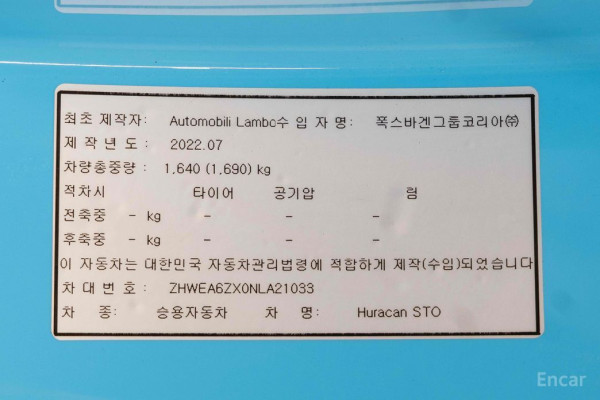 최초 제작자: Automobili Lambo수 입 자 명: 폭스바겐그룹코리아㈜
제 작 년 도 : 2022.07
차량총중량 : 1,640 (1,690) kg
적차시 타이어 공기압 림
전축중 - kg - - -
후축중 - kg - - -
이 자동차는 대한민국 자동차관리법령에 적합하게 제작(수입)되었습니다
차 대 번 호 : ZHWEA6ZX0NLA21033
차 종: 승용자동차 차 명: Huracan STO
Encar